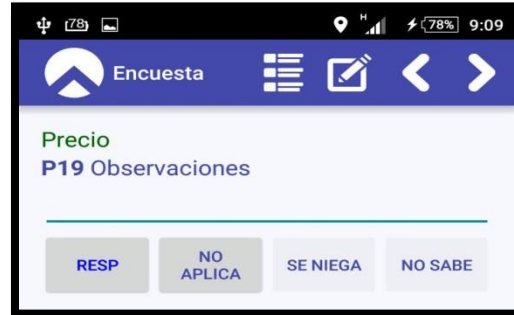 78 H 78% 9:09
Encuesta
Precio
P19 Observaciones
RESP NO APLICA SE NIEGA NO SABE